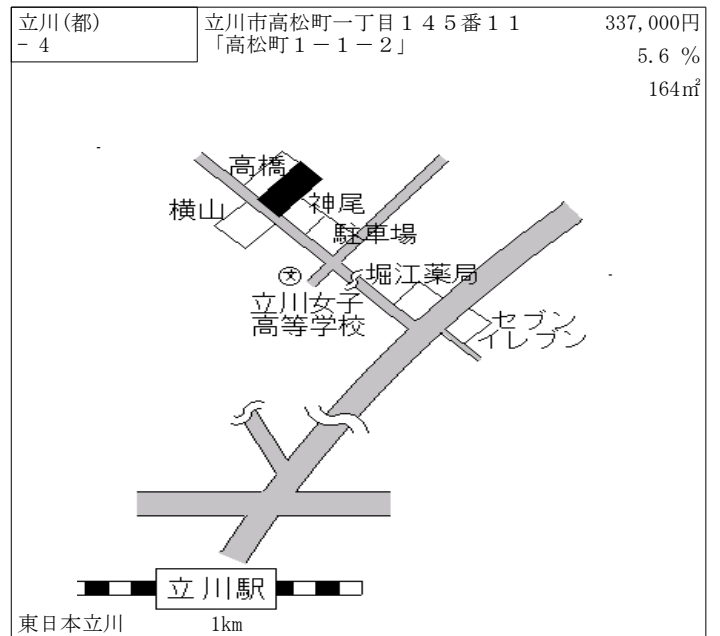 立川(都)
- 4
立川市高松町一丁目１４５番１１
「高松町１－１－２」
337,000円
5.6 %
164㎡
高橋
横山
神尾
駐車場
堀江薬局
文
立川女子
高等学校
セブン
イレブン
立川駅
東日本立川 1km